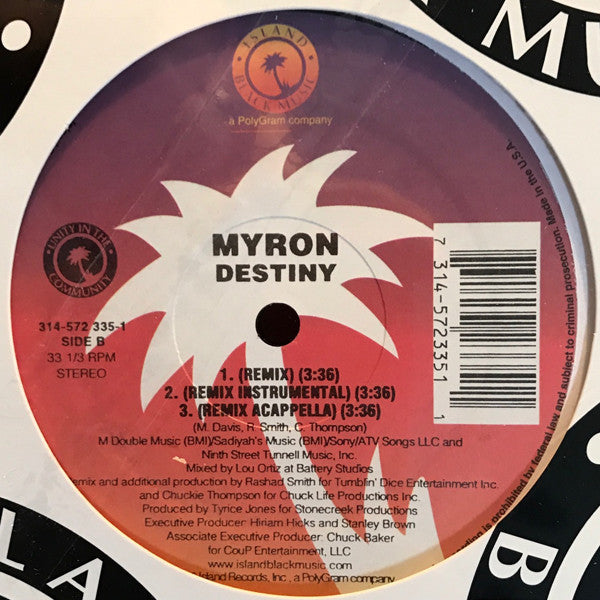 ISLAND
BLACK MUSIC
a PolyGram company
UNITY IN THE
COMMUNITY
MYRON
DESTINY
314-572 335-1
SIDE B
33 1/3 RPM
STEREO
7 314-5723351 1
1. (REMIX) (3:36)
2. (REMIX INSTRUMENTAL) (3:36)
3. (REMIX ACAPPELLA) (3:36)
(M. Davis, R. Smith, C. Thompson)
M Double Music (BMI)/Sadiyah's Music (BMI)/Sony/ATV Songs LLC and
Ninth Street Tunnell Music, Inc.
Mixed by Lou Ortiz at Battery Studios
Remix and additional production by Rashad Smith for Tumblin' Dice Entertainment Inc.
and Chuckie Thompson for Chuck Life Productions Inc.
Produced by Tyrice Jones for Stonecreek Productions
Executive Producer: Hiriam Hicks and Stanley Brown
Associate Executive Producer: Chuck Baker
for CouP Entertainment, LLC
www.islandblackmusic.com
Island Records, Inc., a PolyGram company
is prohibited by federal law and subject to criminal prosecution. Made in the U.S.A.
MU
LA
B